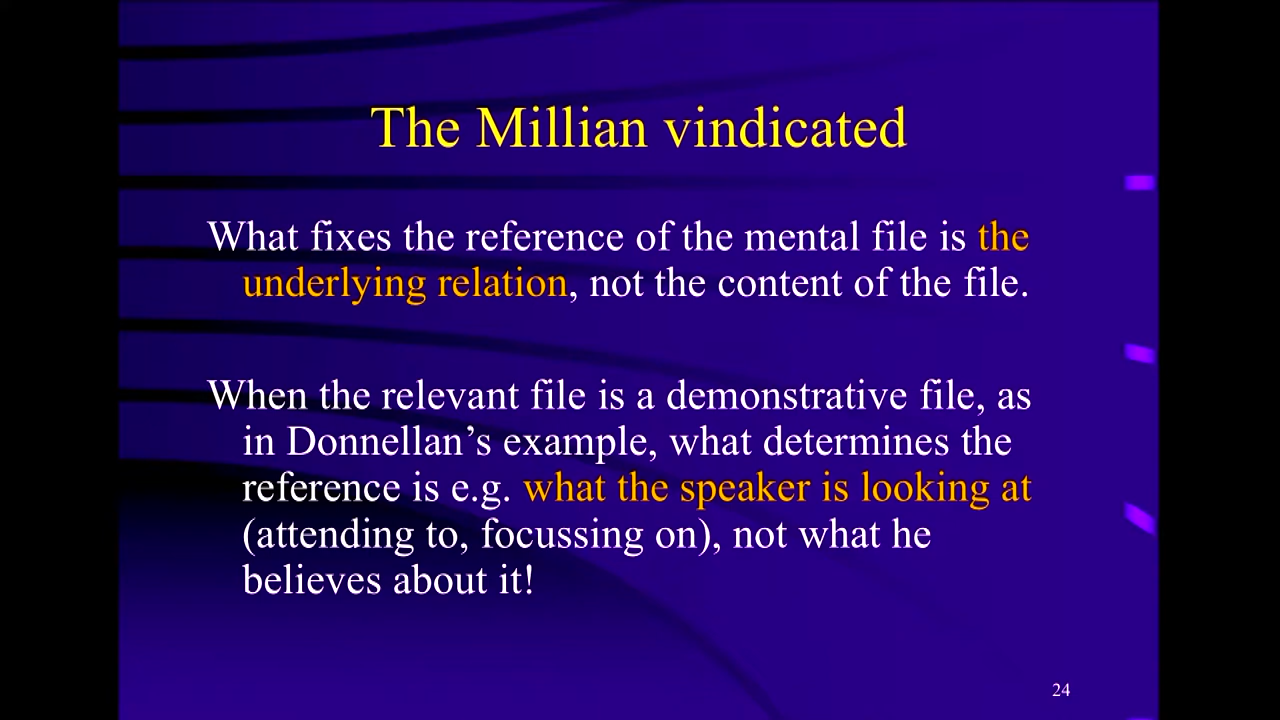 The Millian vindicated
What fixes the reference of the mental file is the
underlying relation, not the content of the file.
When the relevant file is a demonstrative file, as
in Donnellan’s example, what determines the
reference is e.g. what the speaker is looking at
(attending to, focussing on), not what he
believes about it!
24